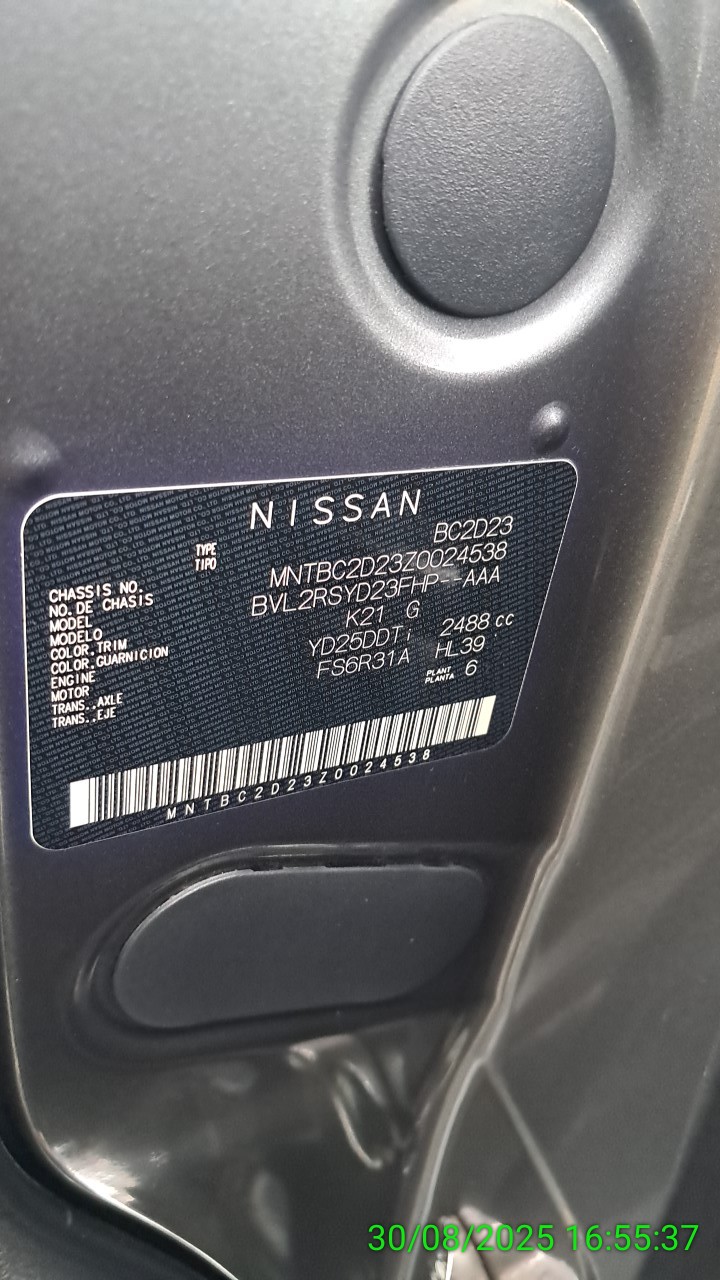 NISSAN
TYPE BC2D23
TIPO
CHASSIS NO. MNTBC2D23Z0024538
NO. DE CHASIS
MODEL BVL2RSYD23FHP--AAA
MODELO
COLOR.TRIM K21 G
COLOR.GUARNICION
ENGINE YD25DDTi 2488 cc
MOTOR
TRANS..AXLE FS6R31A HL39
TRANS..EJE
PLANT 6
PLANTA
MNTBC2D23Z0024538
30/08/2025 16:55:37